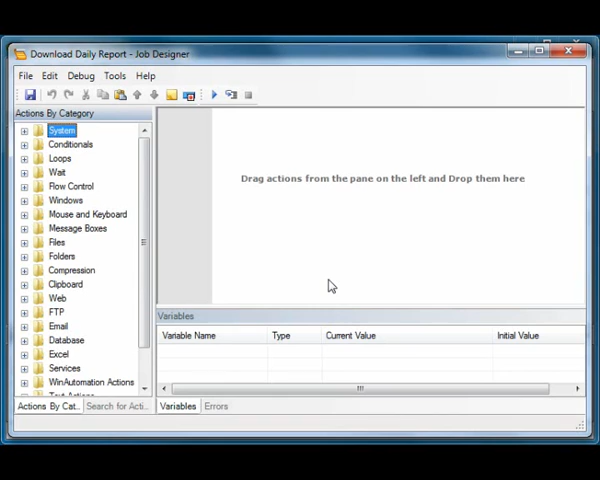 Download Daily Report - Job Designer
File Edit Debug Tools Help
Actions By Category
System
Conditionals
Loops
Wait
Flow Control
Windows
Mouse and Keyboard
Message Boxes
Files
Folders
Compression
Clipboard
Web
FTP
Email
Database
Excel
Services
WinAutomation Actions
Actions By Cat... Search for Acti...
Drag actions from the pane on the left and Drop them here
Variables
Variable Name Type Current Value Initial Value
Variables Errors